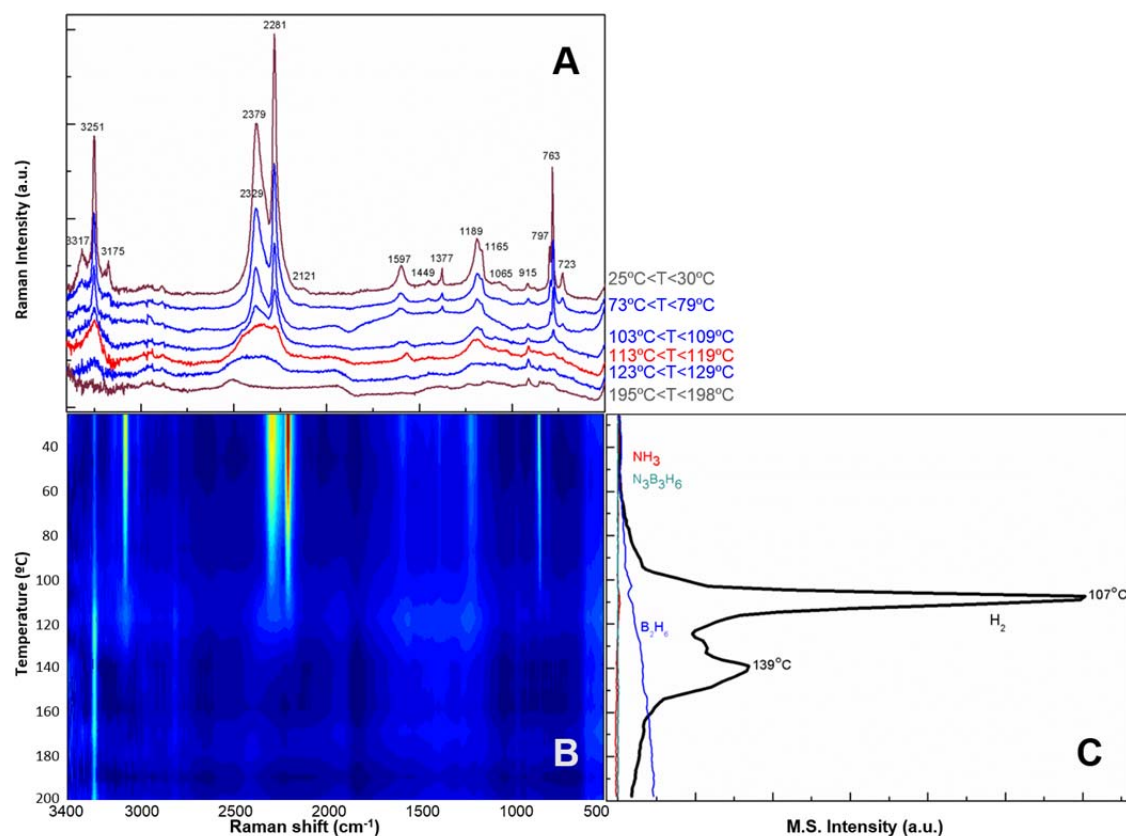 A
Raman Intensity (a.u.)
2281
2379
3251
2329
763
3317
3175
2121
1597
1449
1377
1189
1165
1065
915
797
723
25ºC<T<30ºC
73ºC<T<79ºC
103ºC<T<109ºC
113ºC<T<119ºC
123ºC<T<129ºC
195ºC<T<198ºC
Temperature (ºC)
40
60
80
100
120
140
160
180
200
B
3400 3000 2500 2000 1500 1000 500
Raman shift (cm⁻¹)
NH₃
N₃B₃H₆
107°C
H₂
B₂H₆
139°C
C
M.S. Intensity (a.u.)